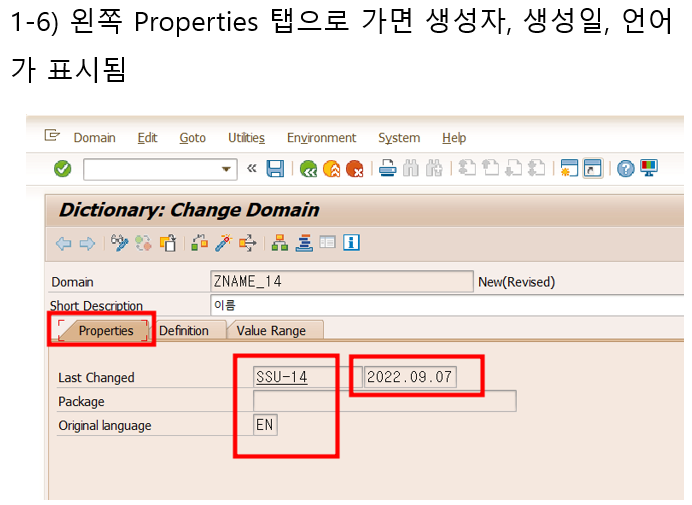 1-6) 왼쪽 Properties 탭으로 가면 생성자, 생성일, 언어
가 표시됨
Domain Edit Goto Utilities Environment System Help
Dictionary: Change Domain
Domain ZNAME_14 New(Revised)
Short Description 이름
Properties Definition Value Range
Last Changed SSU-14 2022.09.07
Package
Original language EN